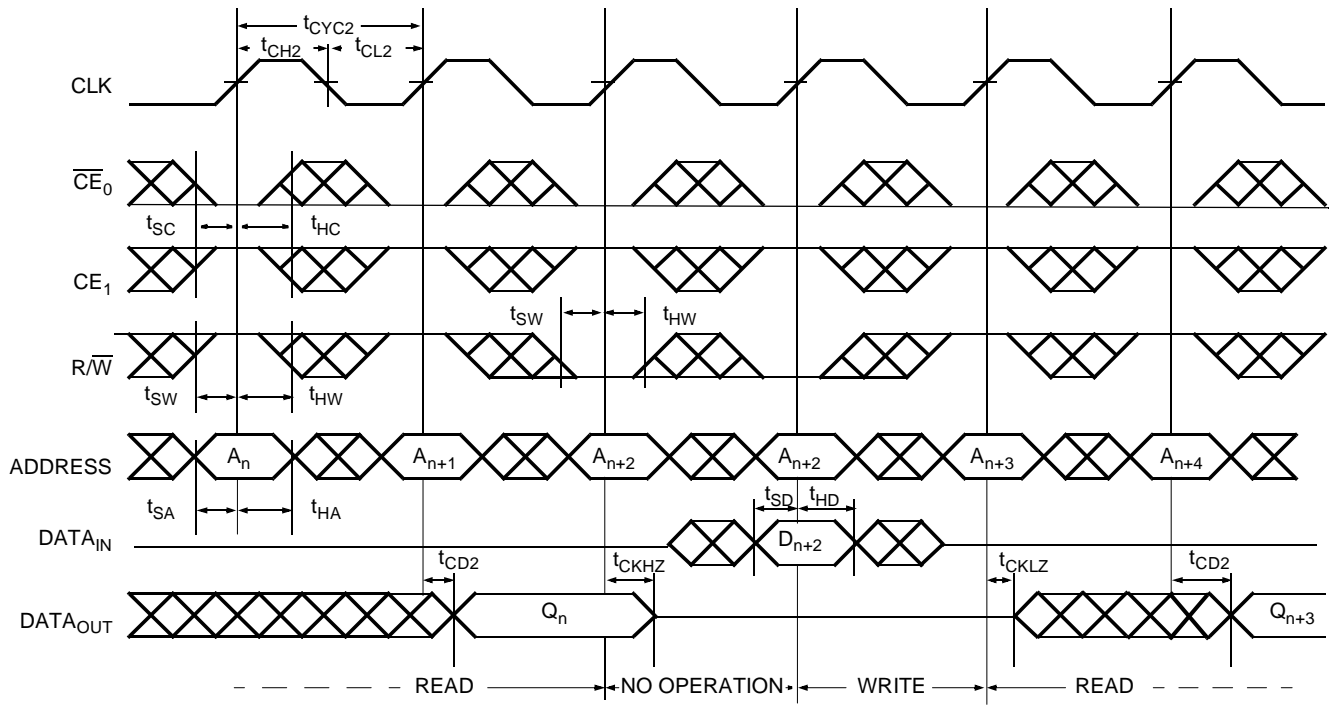 tCYC2
tCH2 tCL2
CLK
CE0
tSC tHC
CE1
tSW tHW
R/W
tSW tHW
ADDRESS An An+1 An+2 An+2 An+3 An+4
tSA tHA tSD tHD
DATAIN Dn+2
tCD2 tCKHZ tCKLZ tCD2
DATAOUT Qn Qn+3
READ NO OPERATION WRITE READ